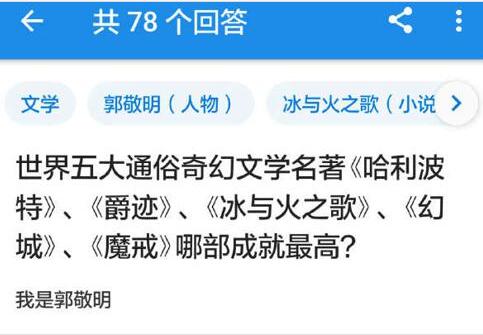 共 78 个回答
文学 郭敬明（人物） 冰与火之歌（小说
世界五大通俗奇幻文学名著《哈利波
特》、《爵迹》、《冰与火之歌》、《幻
城》、《魔戒》哪部成就最高？
我是郭敬明